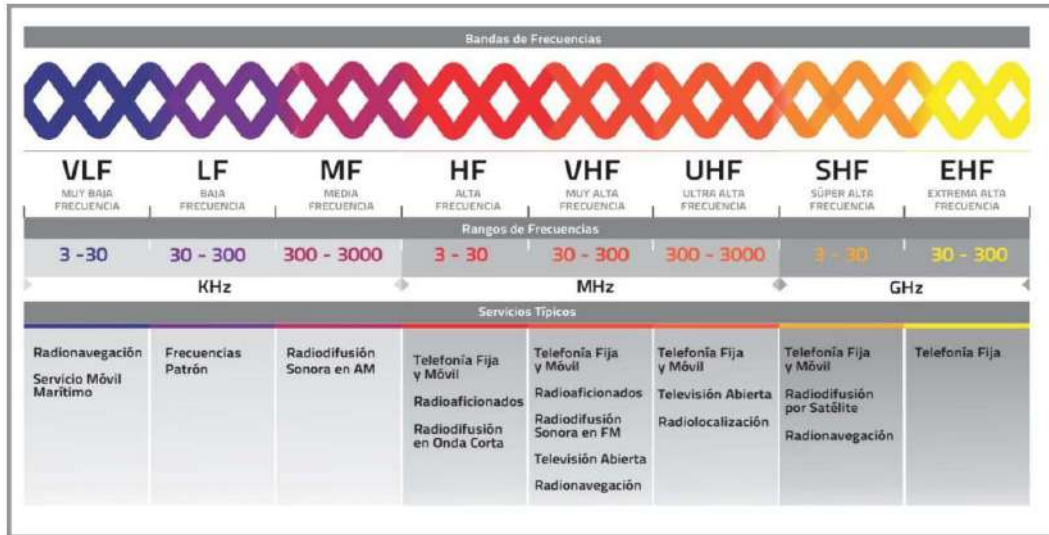 Bandas de Frecuencias
VLF
MUY BAJA
FRECUENCIA
LF
BAJA
FRECUENCIA
MF
MEDIA
FRECUENCIA
HF
ALTA
FRECUENCIA
VHF
MUY ALTA
FRECUENCIA
UHF
ULTRA ALTA
FRECUENCIA
SHF
SÚPER ALTA
FRECUENCIA
EHF
EXTREMA ALTA
FRECUENCIA
Rangos de Frecuencias
3 -30
30 - 300
300 - 3000
3 - 30
30 - 300
300 - 3000
3 - 30
30 - 300
KHz
MHz
GHz
Servicios Típicos
Radionavegación
Servicio Móvil
Marítimo
Frecuencias
Patrón
Radiodifusión
Sonora en AM
Telefonía Fija
y Móvil
Radioaficionados
Radiodifusión
en Onda Corta
Telefonía Fija
y Móvil
Radioaficionados
Radiodifusión
Sonora en FM
Televisión Abierta
Radionavegación
Telefonía Fija
y Móvil
Televisión Abierta
Radiolocalización
Telefonía Fija
y Móvil
Radiodifusión
por Satélite
Radionavegación
Telefonía Fija